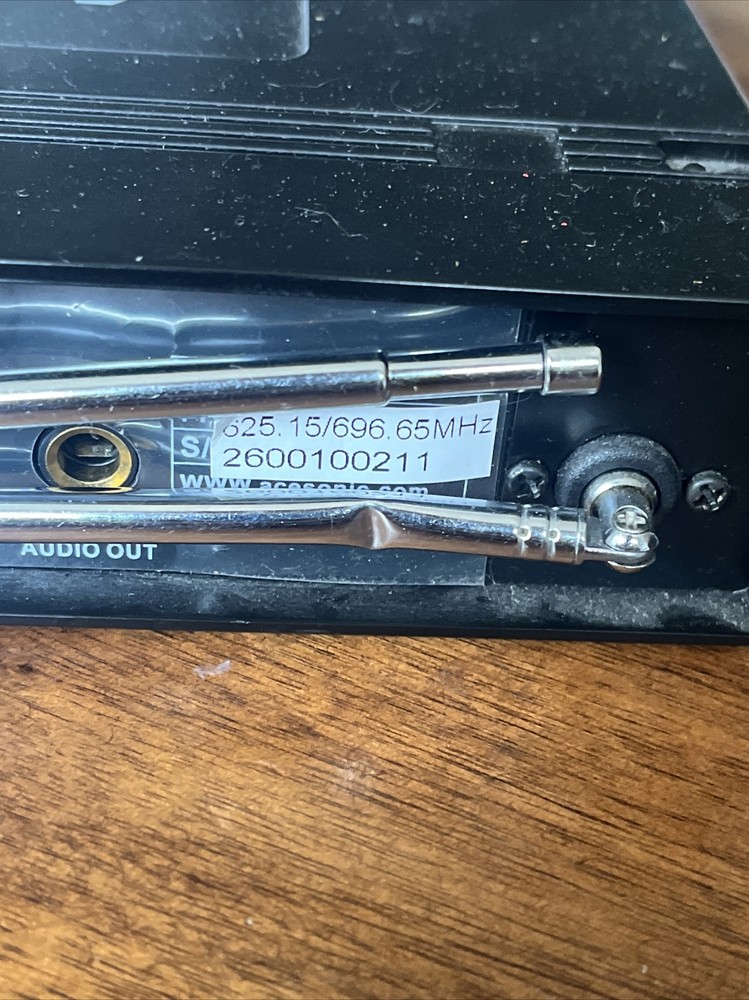 625.15/696.65MHz
S/
2600100211
www.acesonic.com
AUDIO OUT